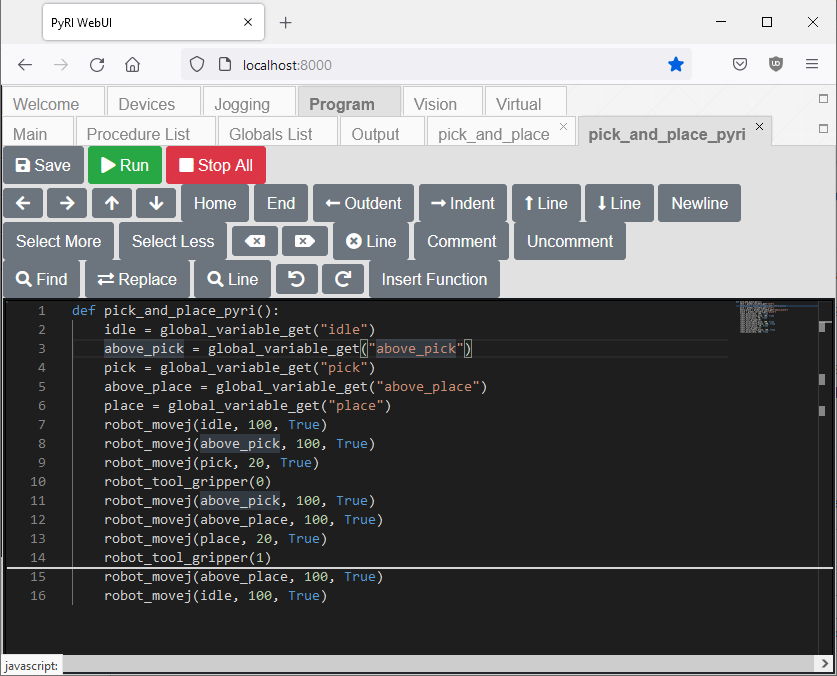 PyRI WebUI
localhost:8000
Welcome Devices Jogging Program Vision Virtual
Main Procedure List Globals List Output pick_and_place pick_and_place_pyri
Save Run Stop All
Home End Outdent Indent Line Line Newline
Select More Select Less Line Comment Uncomment
Find Replace Line Insert Function
1 def pick_and_place_pyri():
2 idle = global_variable_get("idle")
3 above_pick = global_variable_get("above_pick")
4 pick = global_variable_get("pick")
5 above_place = global_variable_get("above_place")
6 place = global_variable_get("place")
7 robot_movej(idle, 100, True)
8 robot_movej(above_pick, 100, True)
9 robot_movej(pick, 20, True)
10 robot_tool_gripper(0)
11 robot_movej(above_pick, 100, True)
12 robot_movej(above_place, 100, True)
13 robot_movej(place, 20, True)
14 robot_tool_gripper(1)
15 robot_movej(above_place, 100, True)
16 robot_movej(idle, 100, True)
javascript: